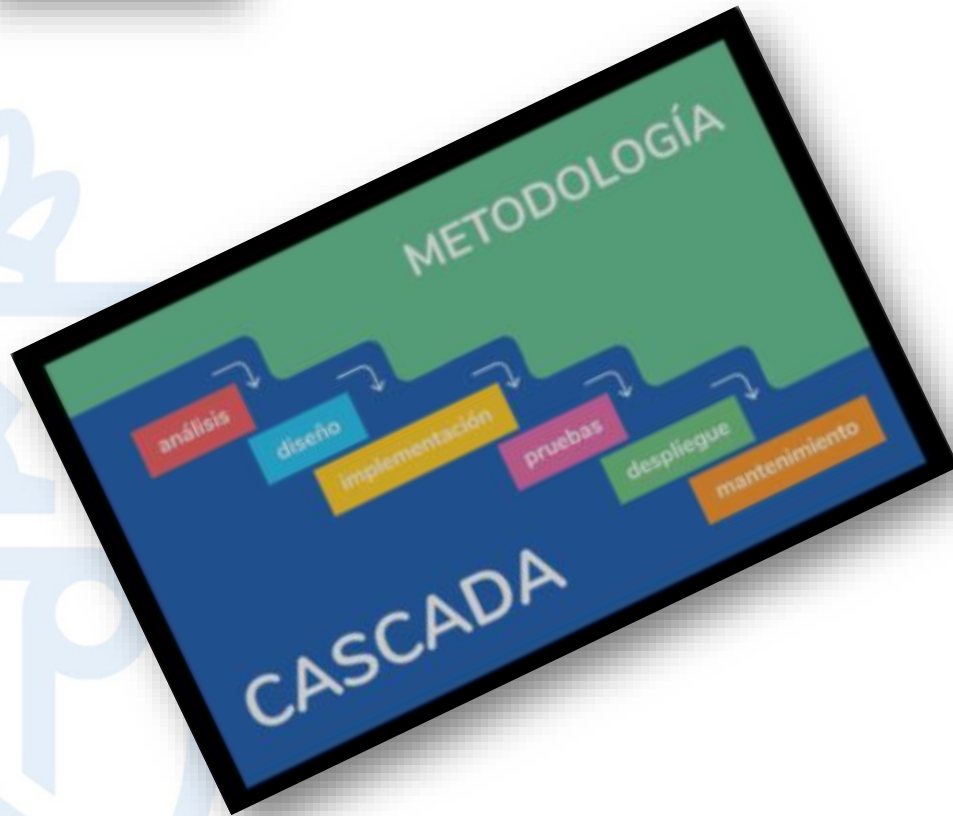 METODOLOGÍA
análisis
diseño
implementación
pruebas
despliegue
mantenimiento
CASCADA